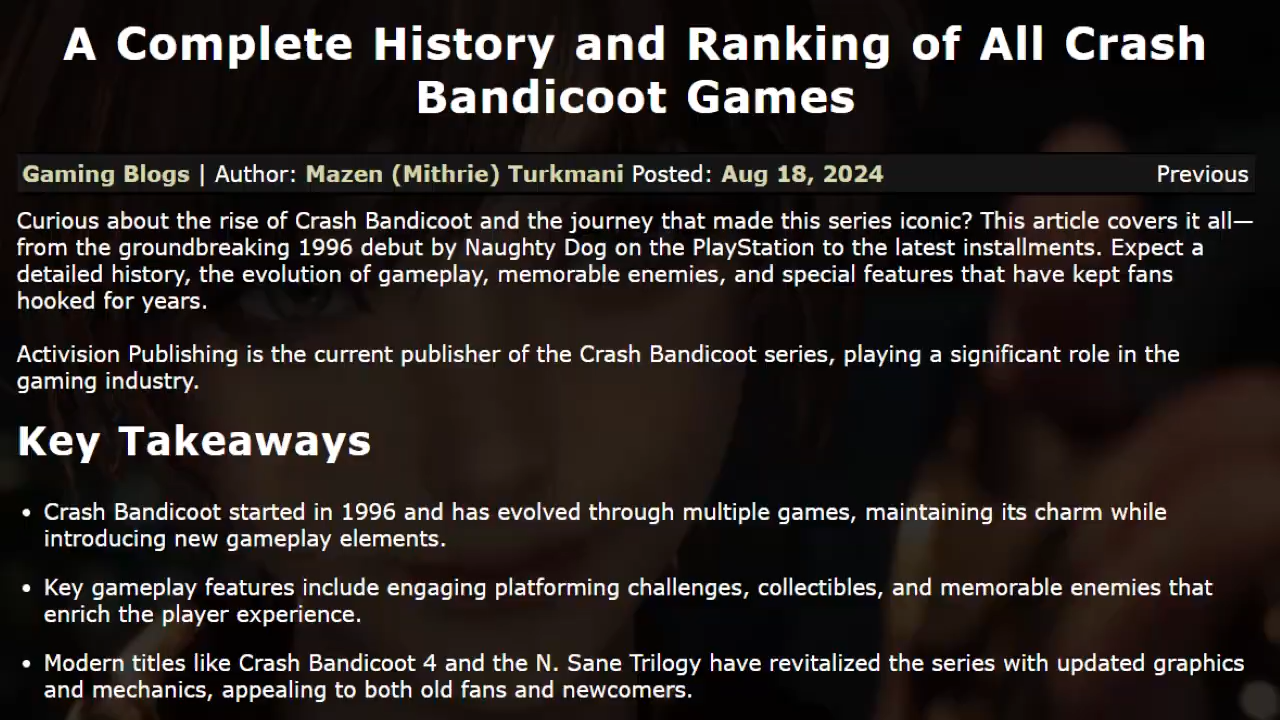 A Complete History and Ranking of All Crash
Bandicoot Games
Gaming Blogs | Author: Mazen (Mithrie) Turkmani Posted: Aug 18, 2024 Previous
Curious about the rise of Crash Bandicoot and the journey that made this series iconic? This article covers it all—
from the groundbreaking 1996 debut by Naughty Dog on the PlayStation to the latest installments. Expect a
detailed history, the evolution of gameplay, memorable enemies, and special features that have kept fans
hooked for years.
Activision Publishing is the current publisher of the Crash Bandicoot series, playing a significant role in the
gaming industry.
Key Takeaways
• Crash Bandicoot started in 1996 and has evolved through multiple games, maintaining its charm while
introducing new gameplay elements.
• Key gameplay features include engaging platforming challenges, collectibles, and memorable enemies that
enrich the player experience.
• Modern titles like Crash Bandicoot 4 and the N. Sane Trilogy have revitalized the series with updated graphics
and mechanics, appealing to both old fans and newcomers.